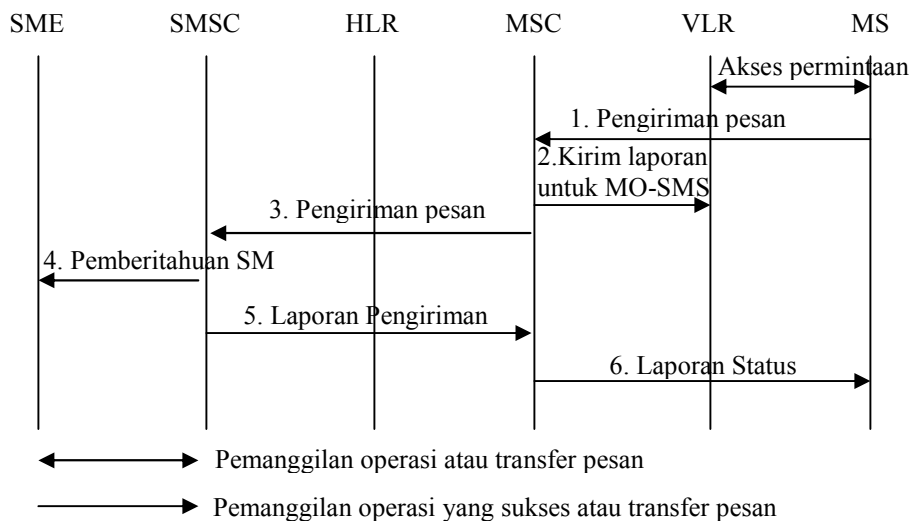 SME SMSC HLR MSC VLR MS
Akses permintaan
1. Pengiriman pesan
2.Kirim laporan
untuk MO-SMS
3. Pengiriman pesan
4. Pemberitahuan SM
5. Laporan Pengiriman
6. Laporan Status
Pemanggilan operasi atau transfer pesan
Pemanggilan operasi yang sukses atau transfer pesan